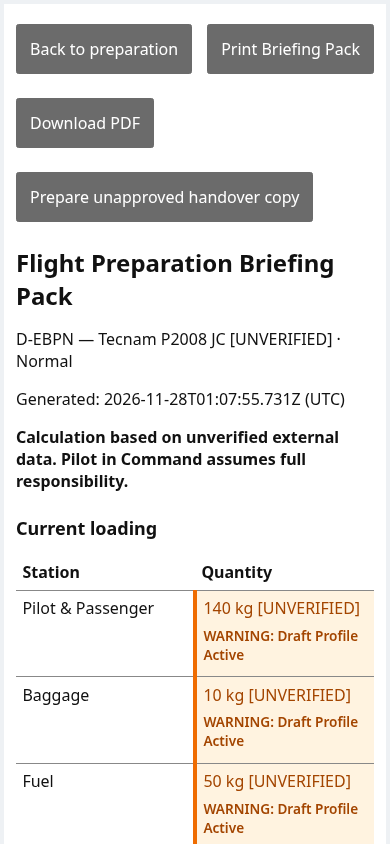 Back to preparation
Print Briefing Pack
Download PDF
Prepare unapproved handover copy
Flight Preparation Briefing
Pack
D-EBPN — Tecnam P2008 JC [UNVERIFIED] ·
Normal
Generated: 2026-11-28T01:07:55.731Z (UTC)
Calculation based on unverified external
data. Pilot in Command assumes full
responsibility.
Current loading
Station Quantity
Pilot & Passenger 140 kg [UNVERIFIED]
WARNING: Draft Profile
Active
Baggage 10 kg [UNVERIFIED]
WARNING: Draft Profile
Active
Fuel 50 kg [UNVERIFIED]
WARNING: Draft Profile
Active